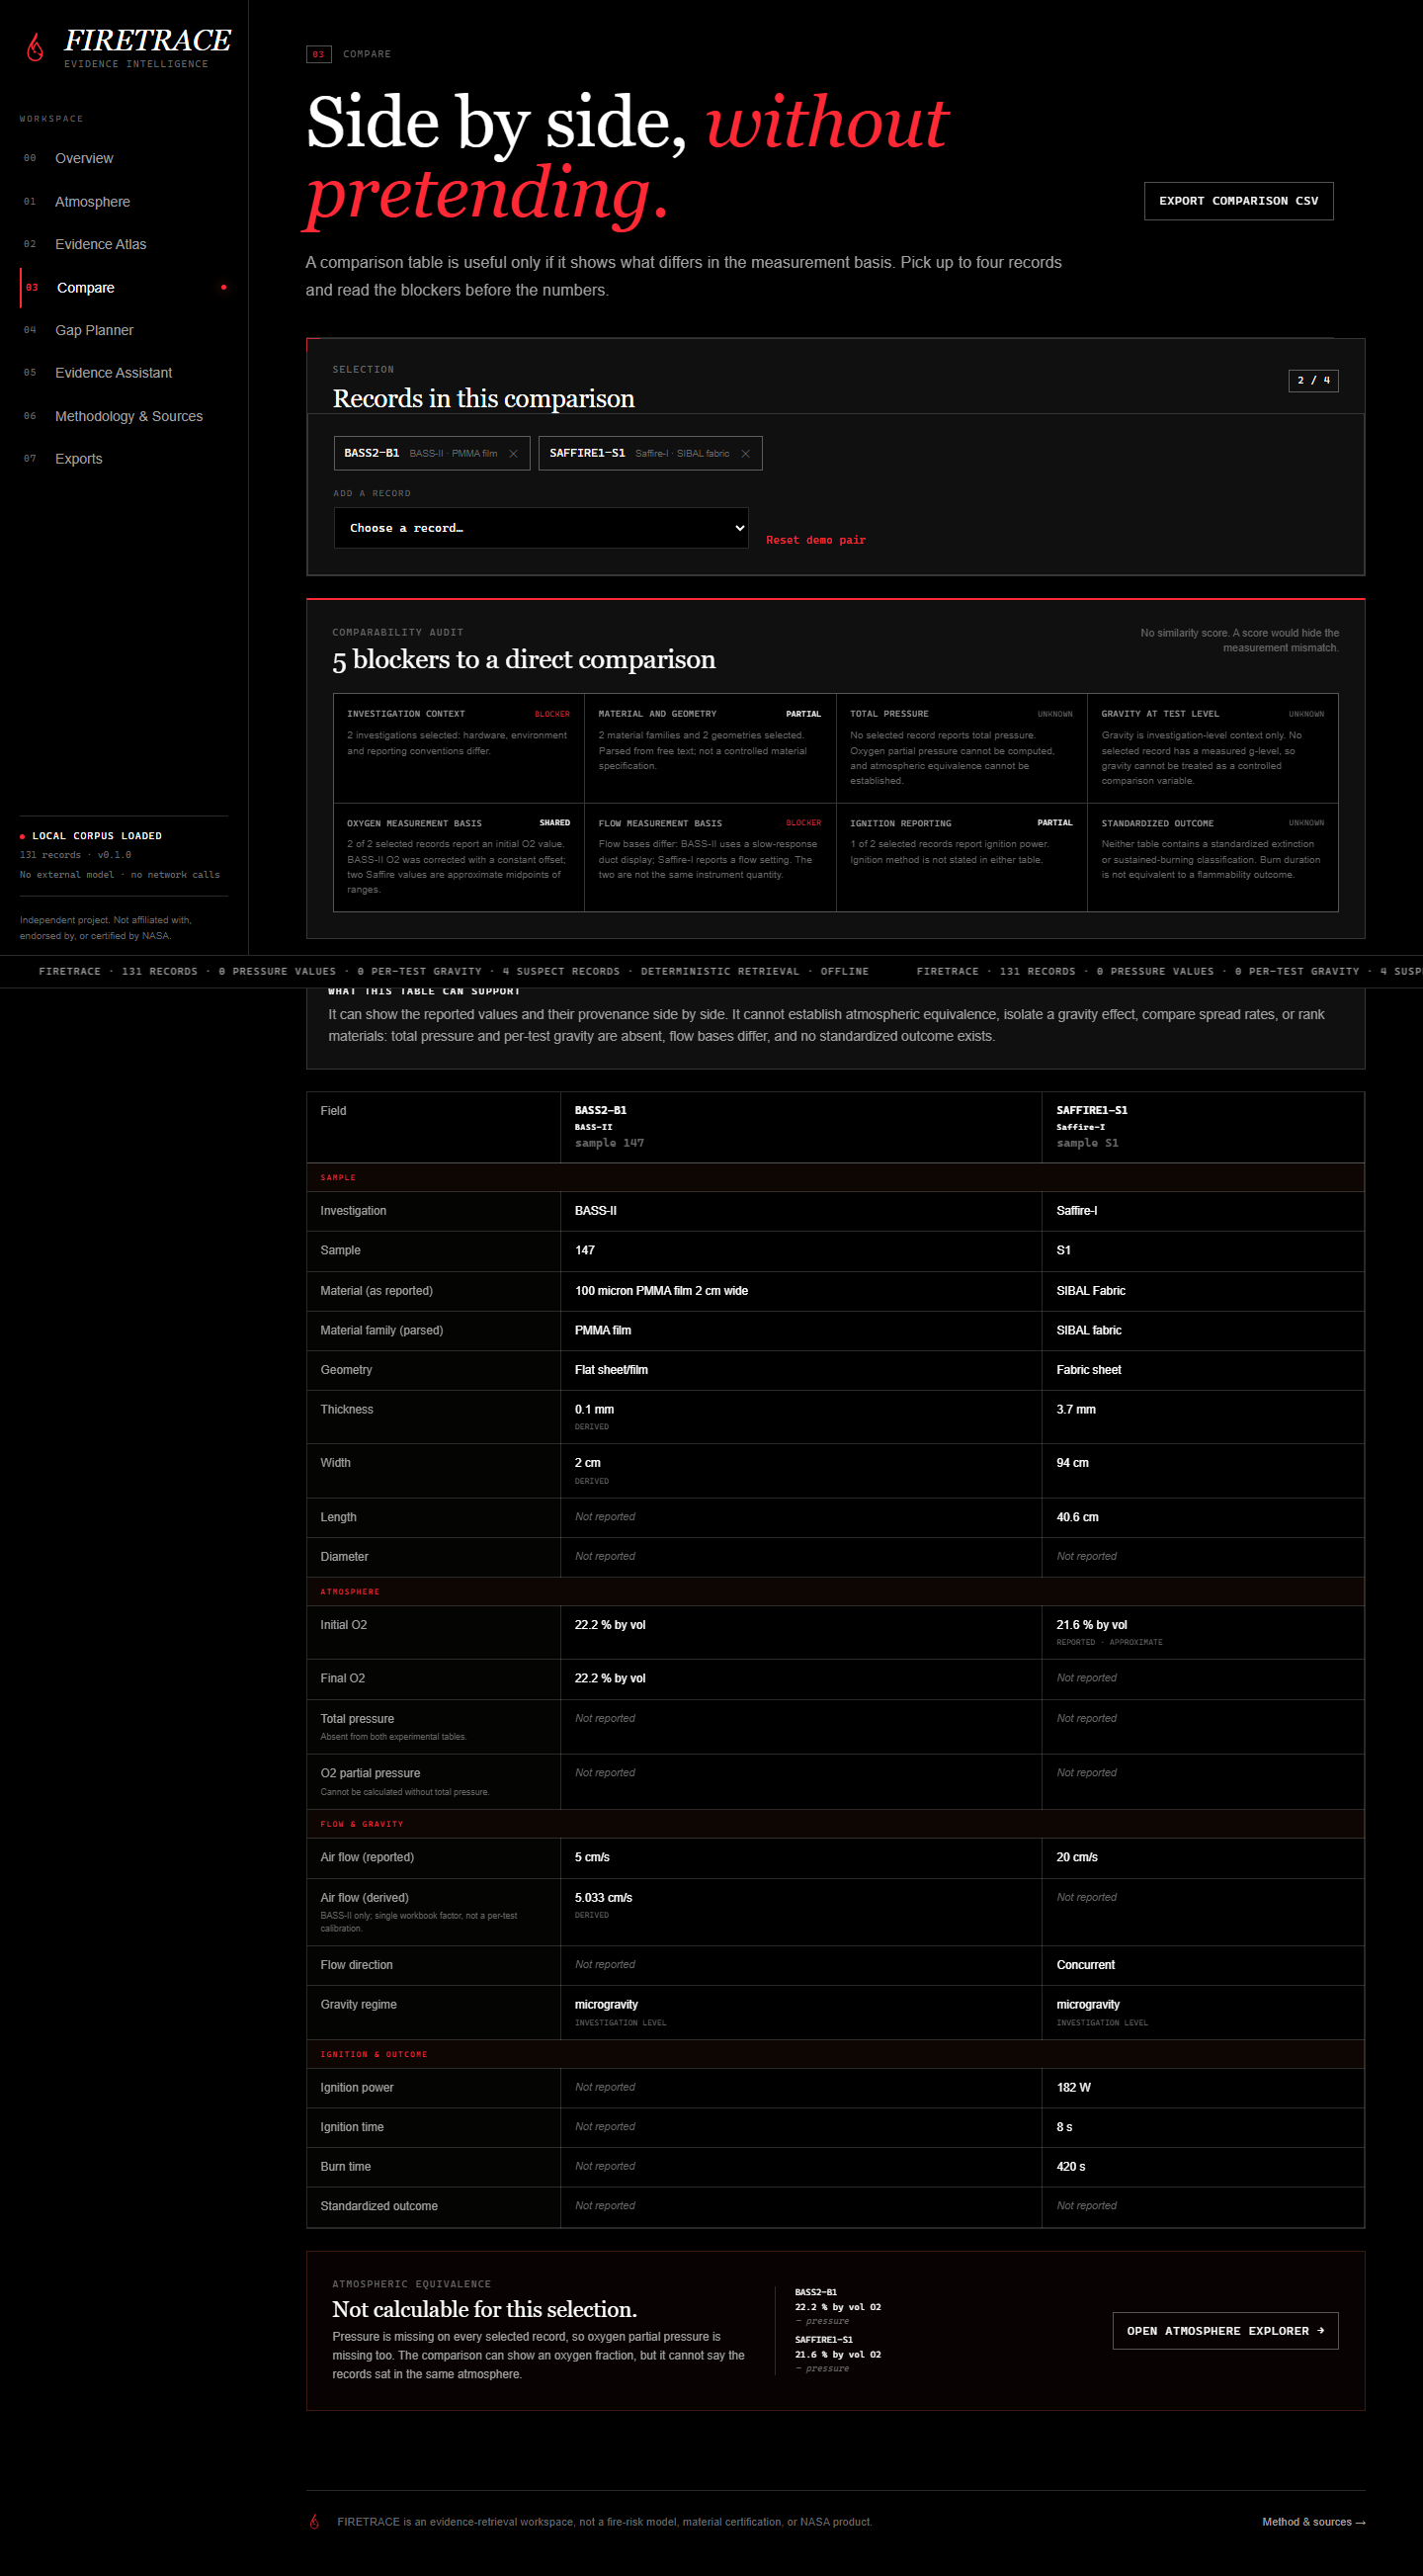 FIRETRACE
EVIDENCE INTELLIGENCE
WORKSPACE
00 Overview
01 Atmosphere
02 Evidence Atlas
03 Compare
04 Gap Planner
05 Evidence Assistant
06 Methodology & Sources
07 Exports
LOCAL CORPUS LOADED
131 records · v0.1.0
No external model · no network calls
Independent project. Not affiliated with,
endorsed by, or certified by NASA.
03 COMPARE
Side by side, without
pretending.
EXPORT COMPARISON CSV
A comparison table is useful only if it shows what differs in the measurement basis. Pick up to four records
and read the blockers before the numbers.
SELECTION
Records in this comparison
2 / 4
BASS2-B1 BASS-II · PMMA film ×
SAFFIRE1-S1 Saffire-I · SIBAL fabric ×
ADD A RECORD
Choose a record…
Reset demo pair
COMPARABILITY AUDIT
5 blockers to a direct comparison
No similarity score. A score would hide the
measurement mismatch.
INVESTIGATION CONTEXT BLOCKER
2 investigations selected: hardware, environment
and reporting conventions differ.
MATERIAL AND GEOMETRY PARTIAL
2 material families and 2 geometries selected.
Parsed from free text; not a controlled material
specification.
TOTAL PRESSURE UNKNOWN
No selected record reports total pressure.
Oxygen partial pressure cannot be computed,
and atmospheric equivalence cannot be
established.
GRAVITY AT TEST LEVEL UNKNOWN
Gravity is investigation-level context only. No
selected record has a measured g-level, so
gravity cannot be treated as a controlled
comparison variable.
OXYGEN MEASUREMENT BASIS SHARED
2 of 2 selected records report an initial O2 value.
BASS-II O2 was corrected with a constant offset;
two Saffire values are approximate midpoints of
ranges.
FLOW MEASUREMENT BASIS BLOCKER
Flow bases differ: BASS-II uses a slow-response
duct display; Saffire-I reports a flow setting. The
two are not the same instrument quantity.
IGNITION REPORTING PARTIAL
1 of 2 selected records report ignition power.
Ignition method is not stated in either table.
STANDARDIZED OUTCOME UNKNOWN
Neither table contains a standardized extinction
or sustained-burning classification. Burn duration
is not equivalent to a flammability outcome.
FIRETRACE · 131 RECORDS · 0 PRESSURE VALUES · 0 PER-TEST GRAVITY · 4 SUSPECT RECORDS · DETERMINISTIC RETRIEVAL · OFFLINE FIRETRACE · 131 RECORDS · 0 PRESSURE VALUES · 0 PER-TEST GRAVITY · 4 SUSP
WHAT THIS TABLE CAN SUPPORT
It can show the reported values and their provenance side by side. It cannot establish atmospheric equivalence, isolate a gravity effect, compare spread rates, or rank
materials: total pressure and per-test gravity are absent, flow bases differ, and no standardized outcome exists.
Field
BASS2-B1
BASS-II
sample 147
SAFFIRE1-S1
Saffire-I
sample S1
SAMPLE
Investigation BASS-II Saffire-I
Sample 147 S1
Material (as reported) 100 micron PMMA film 2 cm wide SIBAL Fabric
Material family (parsed) PMMA film SIBAL fabric
Geometry Flat sheet/film Fabric sheet
Thickness 0.1 mm 3.7 mm
DERIVED
Width 2 cm 94 cm
DERIVED
Length Not reported 40.6 cm
Diameter Not reported Not reported
ATMOSPHERE
Initial O2 22.2 % by vol 21.6 % by vol
REPORTED · APPROXIMATE
Final O2 22.2 % by vol Not reported
Total pressure Not reported Not reported
Absent from both experimental tables.
O2 partial pressure Not reported Not reported
Cannot be calculated without total pressure.
FLOW & GRAVITY
Air flow (reported) 5 cm/s 20 cm/s
Air flow (derived) 5.033 cm/s Not reported
BASS-II only; single workbook factor, not a per-test
calibration.
DERIVED
Flow direction Not reported Concurrent
Gravity regime microgravity microgravity
INVESTIGATION LEVEL INVESTIGATION LEVEL
IGNITION & OUTCOME
Ignition power Not reported 182 W
Ignition time Not reported 8 s
Burn time Not reported 420 s
Standardized outcome Not reported Not reported
ATMOSPHERIC EQUIVALENCE
Not calculable for this selection.
Pressure is missing on every selected record, so oxygen partial pressure is
missing too. The comparison can show an oxygen fraction, but it cannot say the
records sat in the same atmosphere.
BASS2-B1
22.2 % by vol O2
— pressure
SAFFIRE1-S1
21.6 % by vol O2
— pressure
OPEN ATMOSPHERE EXPLORER →
FIRETRACE is an evidence-retrieval workspace, not a fire-risk model, material certification, or NASA product.
Method & sources →